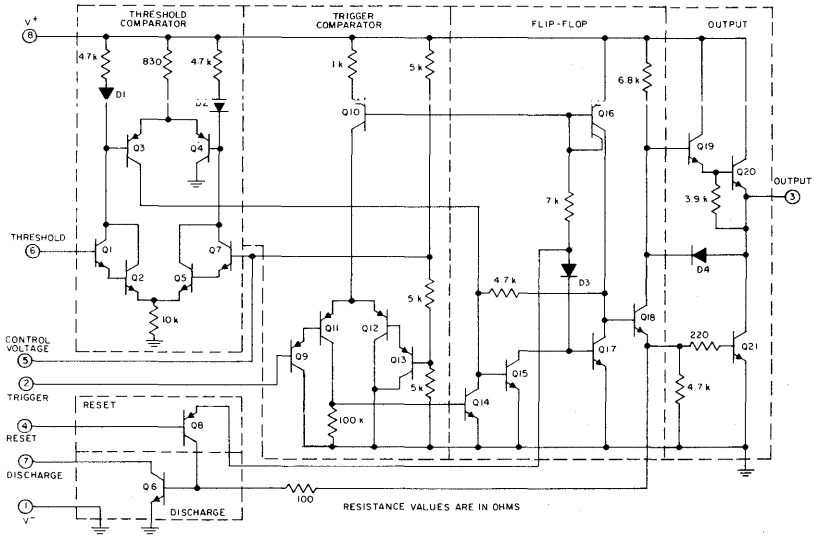 THRESHOLD
COMPARATOR
TRIGGER
COMPARATOR
FLIP-FLOP
OUTPUT
V+
8
4.7k
830
4.7k
1k
5k
6.8k
D1
D2
Q10
Q16
Q3
Q4
Q19
Q20
OUTPUT
3
7k
3.9k
THRESHOLD
6
Q1
Q7
Q2
Q5
D3
D4
4.7k
5k
10k
Q11
Q12
Q18
220
CONTROL
VOLTAGE
5
Q9
Q13
Q17
Q21
2
TRIGGER
5k
Q15
Q14
4.7k
RESET
4
RESET
Q8
100k
7
DISCHARGE
Q6
100
1
V-
DISCHARGE
RESISTANCE VALUES ARE IN OHMS